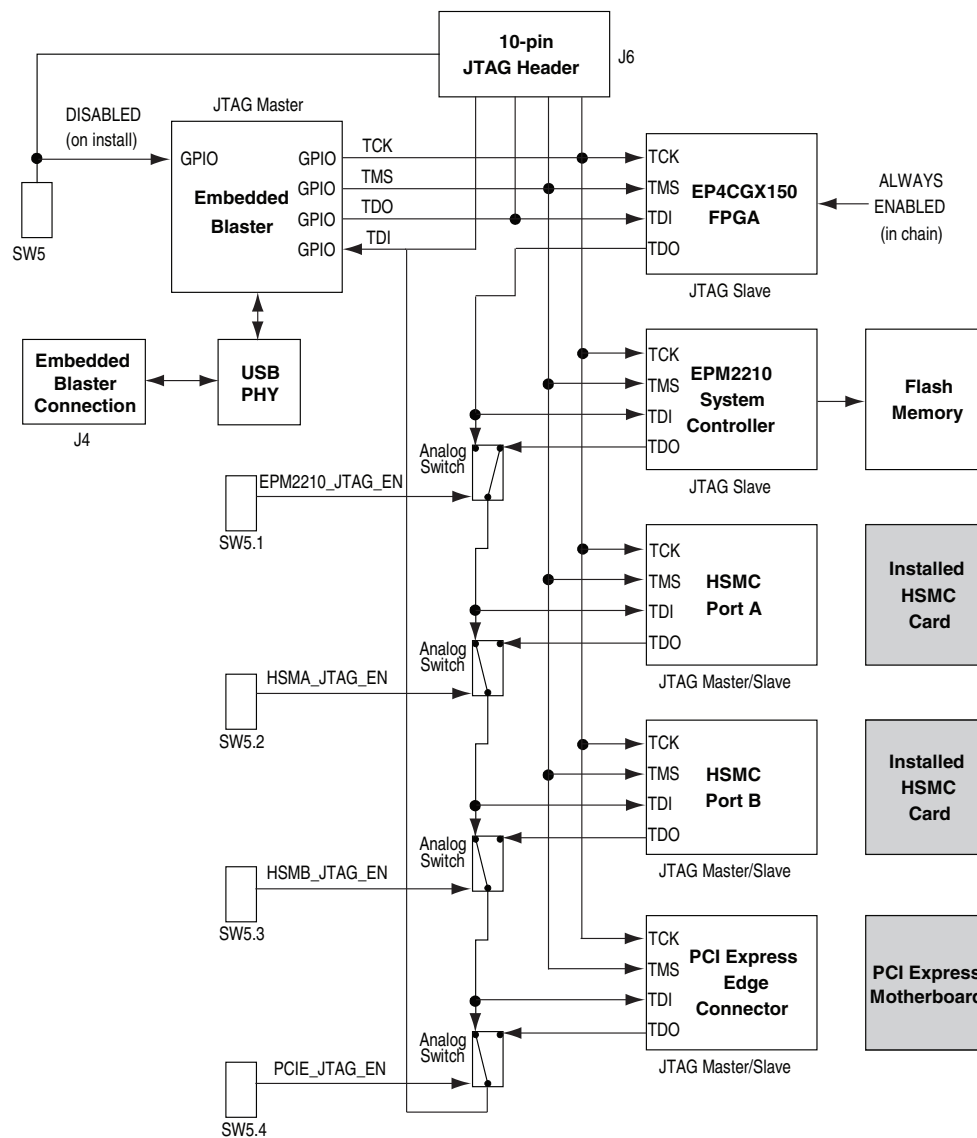 10-pin
JTAG Header
J6
JTAG Master
DISABLED
(on install)
SW5
GPIO
Embedded
Blaster
GPIO
GPIO
GPIO
GPIO
TCK
TMS
TDO
TDI
TCK
TMS
TDI
TDO
EP4CGX150
FPGA
JTAG Slave
ALWAYS
ENABLED
(in chain)
Embedded
Blaster
Connection
J4
USB
PHY
TCK
TMS
TDI
TDO
EPM2210
System
Controller
JTAG Slave
Flash
Memory
Analog
Switch
EPM2210_JTAG_EN
SW5.1
TCK
TMS
TDI
TDO
HSMC
Port A
JTAG Master/Slave
Installed
HSMC
Card
Analog
Switch
HSMA_JTAG_EN
SW5.2
TCK
TMS
TDI
TDO
HSMC
Port B
JTAG Master/Slave
Installed
HSMC
Card
Analog
Switch
HSMB_JTAG_EN
SW5.3
TCK
TMS
TDI
TDO
PCI Express
Edge
Connector
JTAG Master/Slave
PCI Express
Motherboard
Analog
Switch
PCIE_JTAG_EN
SW5.4